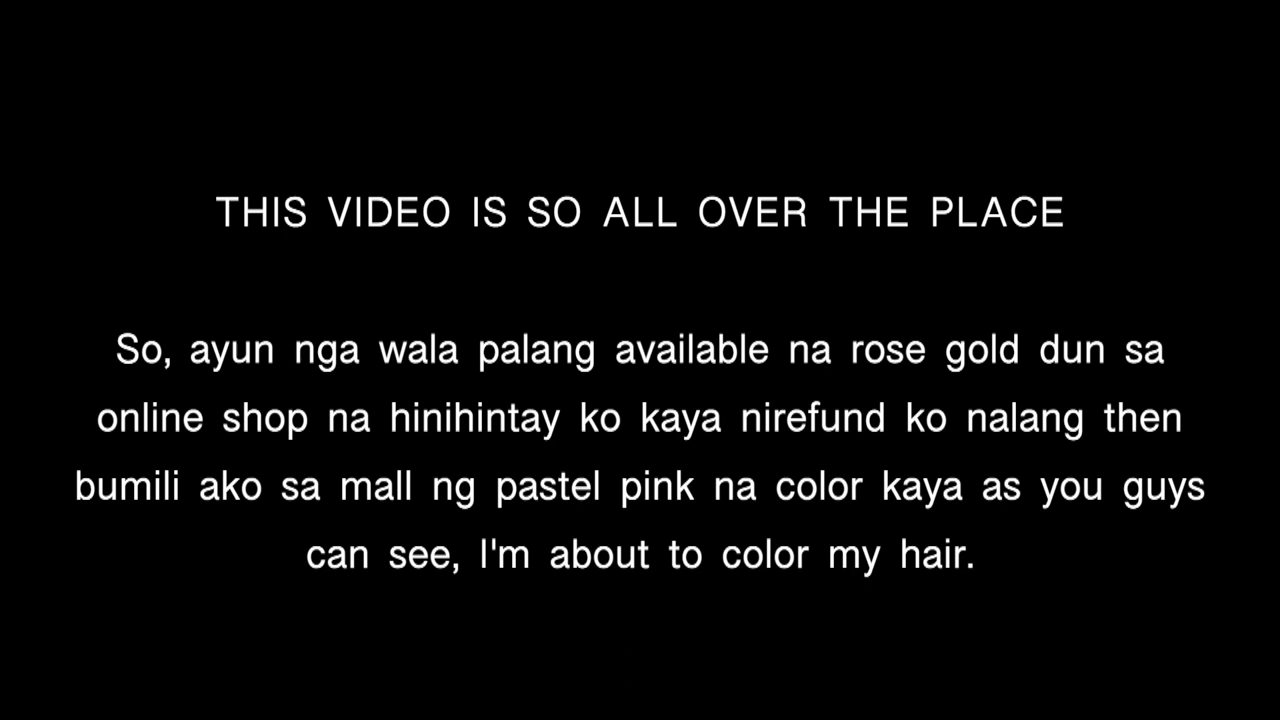 THIS VIDEO IS SO ALL OVER THE PLACE
So, ayun nga wala palang available na rose gold dun sa
online shop na hinihintay ko kaya nirefund ko nalang then
bumili ako sa mall ng pastel pink na color kaya as you guys
can see, I'm about to color my hair.